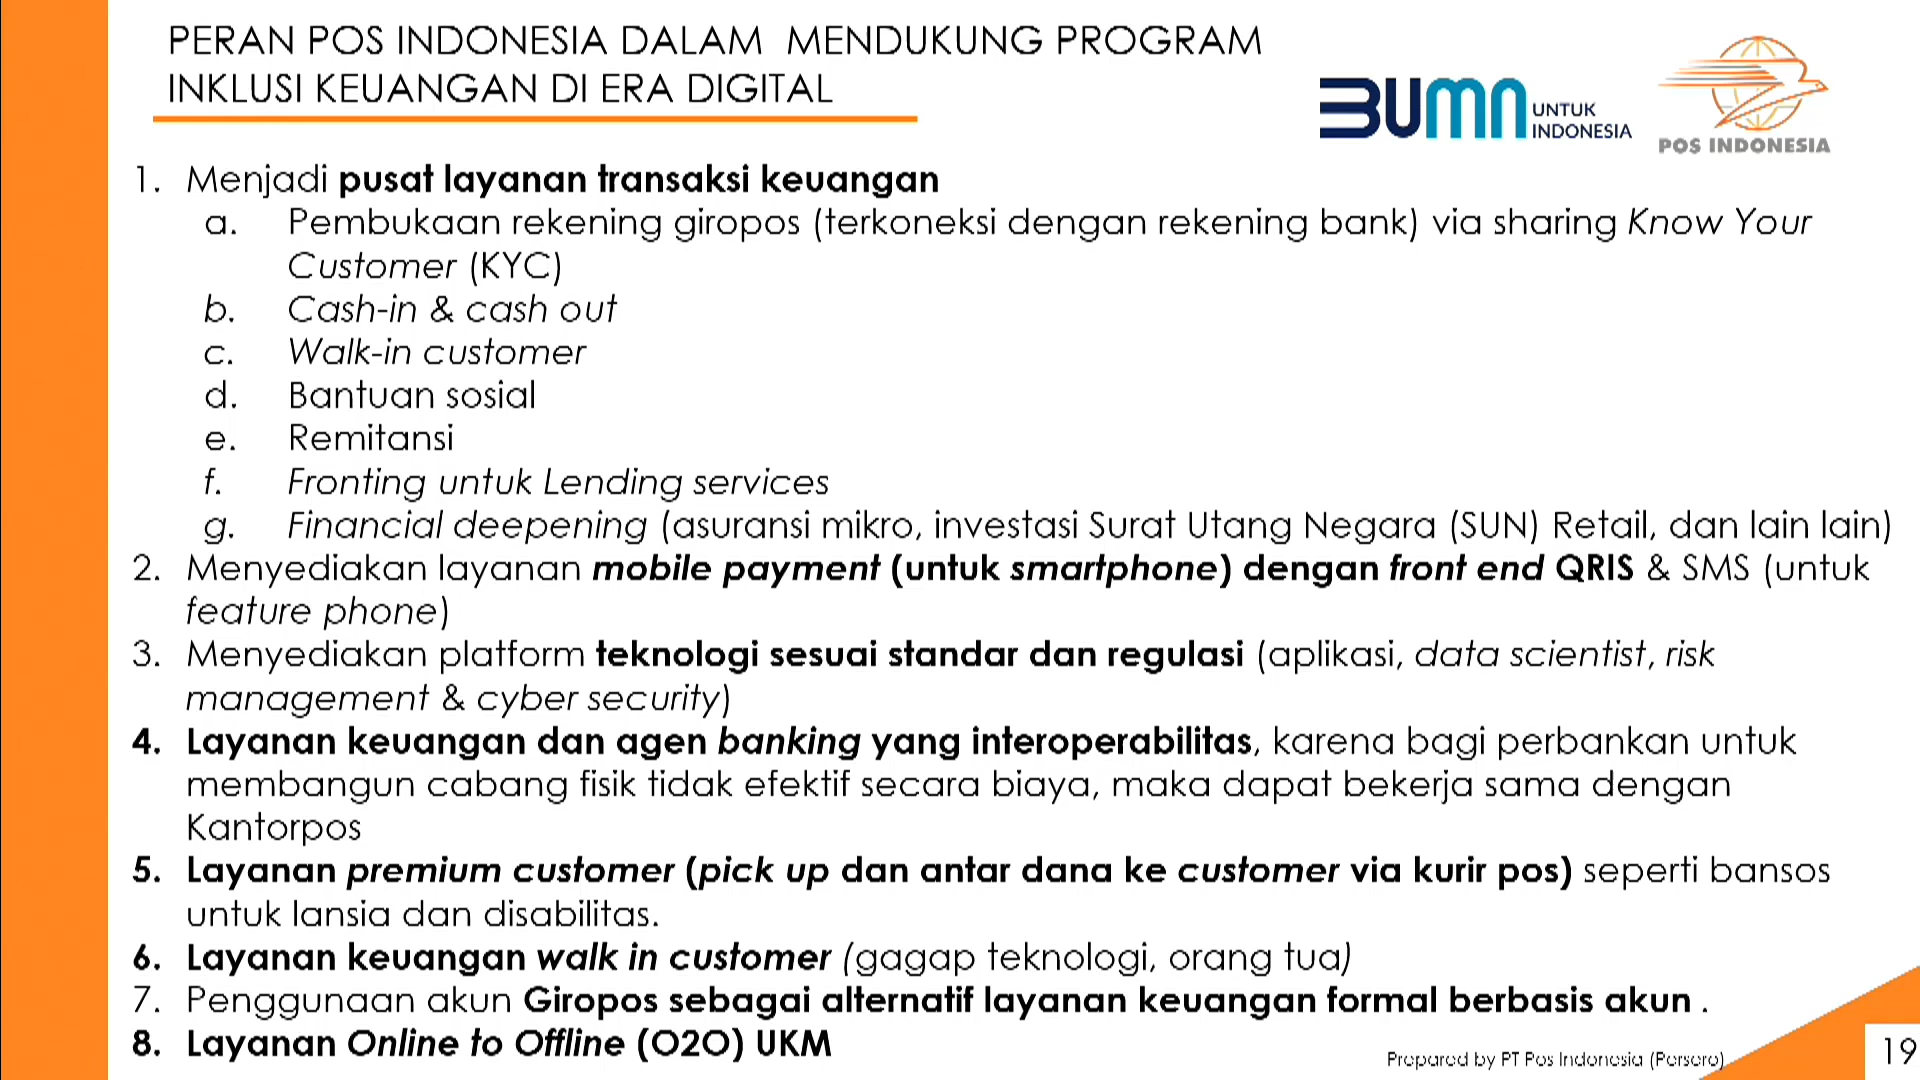 PERAN POS INDONESIA DALAM MENDUKUNG PROGRAM
INKLUSI KEUANGAN DI ERA DIGITAL
BUMN UNTUK
INDONESIA
POS INDONESIA
1. Menjadi pusat layanan transaksi keuangan
a. Pembukaan rekening giropos (terkoneksi dengan rekening bank) via sharing Know Your
Customer (KYC)
b. Cash-in & cash out
c. Walk-in customer
d. Bantuan sosial
e. Remitansi
f. Fronting untuk Lending services
g. Financial deepening (asuransi mikro, investasi Surat Utang Negara (SUN) Retail, dan lain lain)
2. Menyediakan layanan mobile payment (untuk smartphone) dengan front end QRIS & SMS (untuk
feature phone)
3. Menyediakan platform teknologi sesuai standar dan regulasi (aplikasi, data scientist, risk
management & cyber security)
4. Layanan keuangan dan agen banking yang interoperabilitas, karena bagi perbankan untuk
membangun cabang fisik tidak efektif secara biaya, maka dapat bekerja sama dengan
Kantorpos
5. Layanan premium customer (pick up dan antar dana ke customer via kurir pos) seperti bansos
untuk lansia dan disabilitas.
6. Layanan keuangan walk in customer (gagap teknologi, orang tua)
7. Penggunaan akun Giropos sebagai alternatif layanan keuangan formal berbasis akun .
8. Layanan Online to Offline (O2O) UKM
Prepared by PT Pos Indonesia (Persero)
19